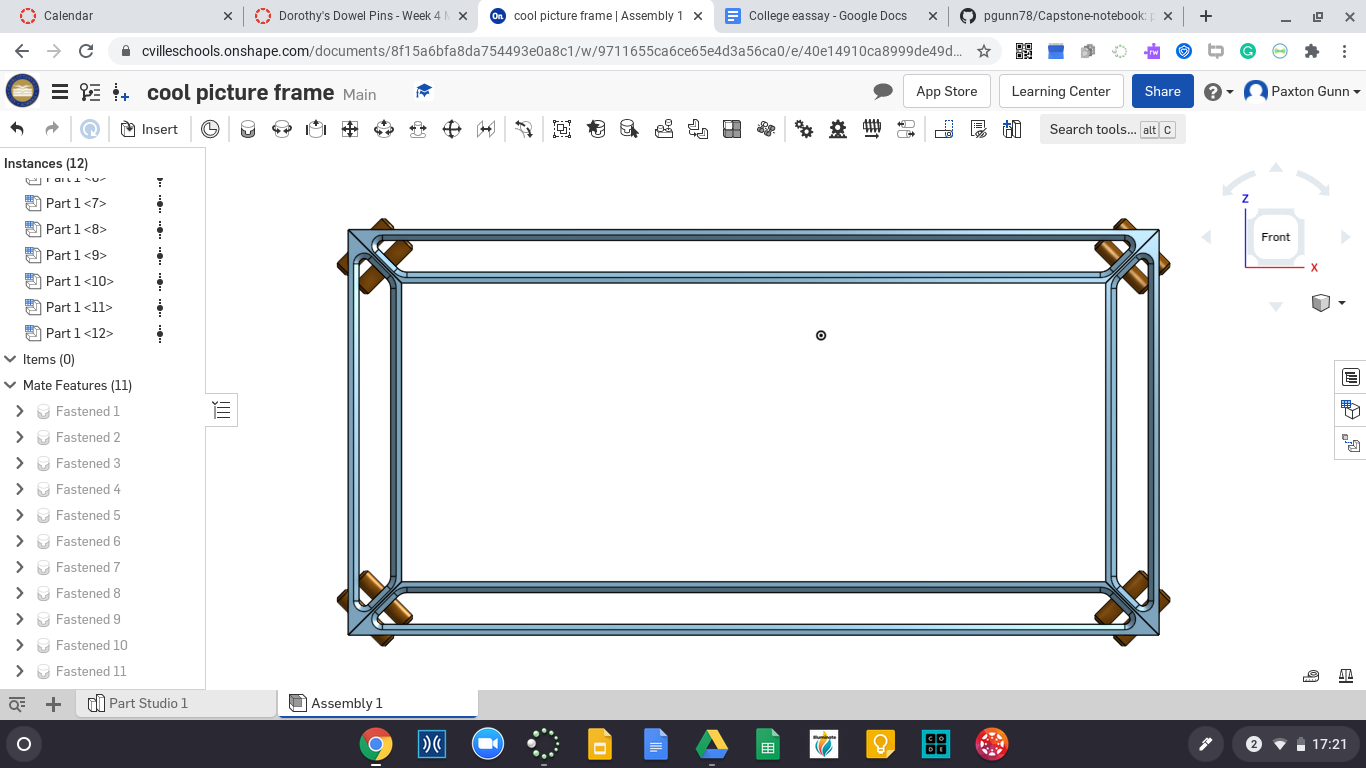 Calendar
Dorothy's Dowel Pins - Week 4
cool picture frame | Assembly 1
College eassay - Google Docs
pgunn78/Capstone-notebook:
cvilleschools.onshape.com/documents/8f15a6bfa8da754493e0a8c1/w/9711655ca6ce65e4d3a56ca0/e/40e14910ca8999de49d...
cool picture frame Main
App Store
Learning Center
Share
Paxton Gunn
Insert
Search tools... alt C
Instances (12)
Part 1 <6>
Part 1 <7>
Part 1 <8>
Part 1 <9>
Part 1 <10>
Part 1 <11>
Part 1 <12>
Items (0)
Mate Features (11)
Fastened 1
Fastened 2
Fastened 3
Fastened 4
Fastened 5
Fastened 6
Fastened 7
Fastened 8
Fastened 9
Fastened 10
Fastened 11
Z
Front
X
Part Studio 1
Assembly 1
2
17:21